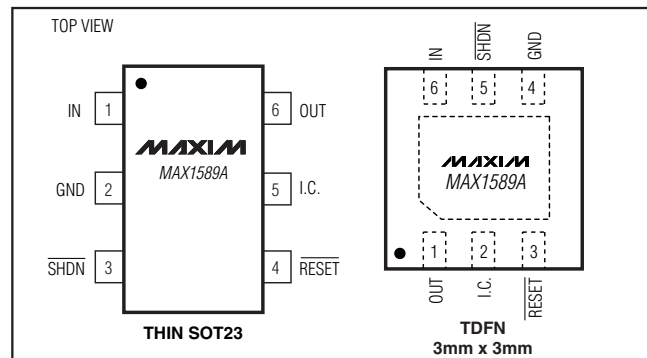 TOP VIEW
IN 1
6 OUT
MAXIM
MAX1589A
GND 2
5 I.C.
SHDN 3
4 RESET
THIN SOT23
IN
SHDN
GND
6
5
4
MAXIM
MAX1589A
1
2
3
OUT
I.C.
RESET
TDFN
3mm x 3mm